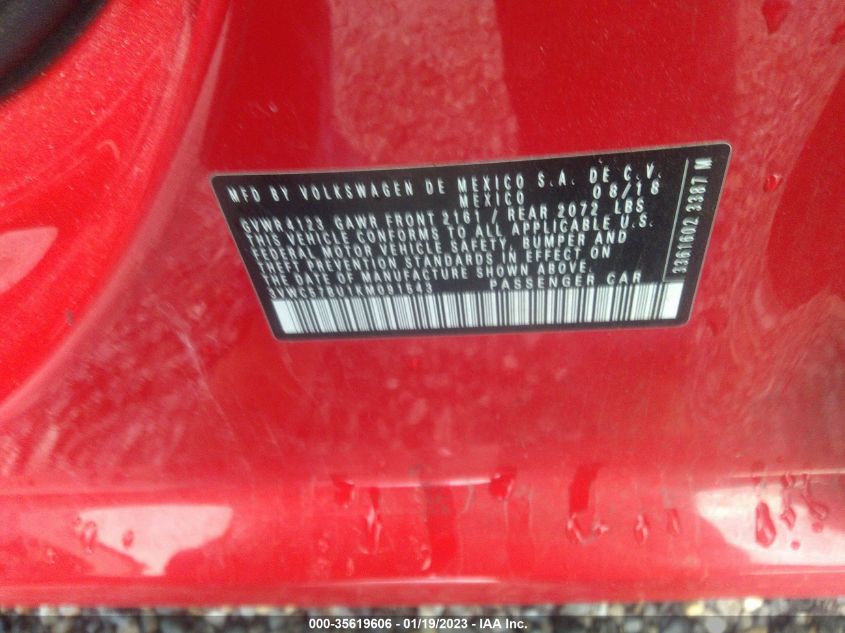 MFD BY VOLKSWAGEN DE MEXICO S.A. DE C.V.
MEXICO 08/18
GVWR 4123 GAWR FRONT 2161 / REAR 2072 LBS
THIS VEHICLE CONFORMS TO ALL APPLICABLE U.S.
FEDERAL MOTOR VEHICLE SAFETY, BUMPER AND
THEFT PREVENTION STANDARDS IN EFFECT ON
THE DATE OF MANUFACTURE SHOWN ABOVE.
PASSENGER CAR
3361602 3387 M
000-35619606 - 01/19/2023 - IAA Inc.